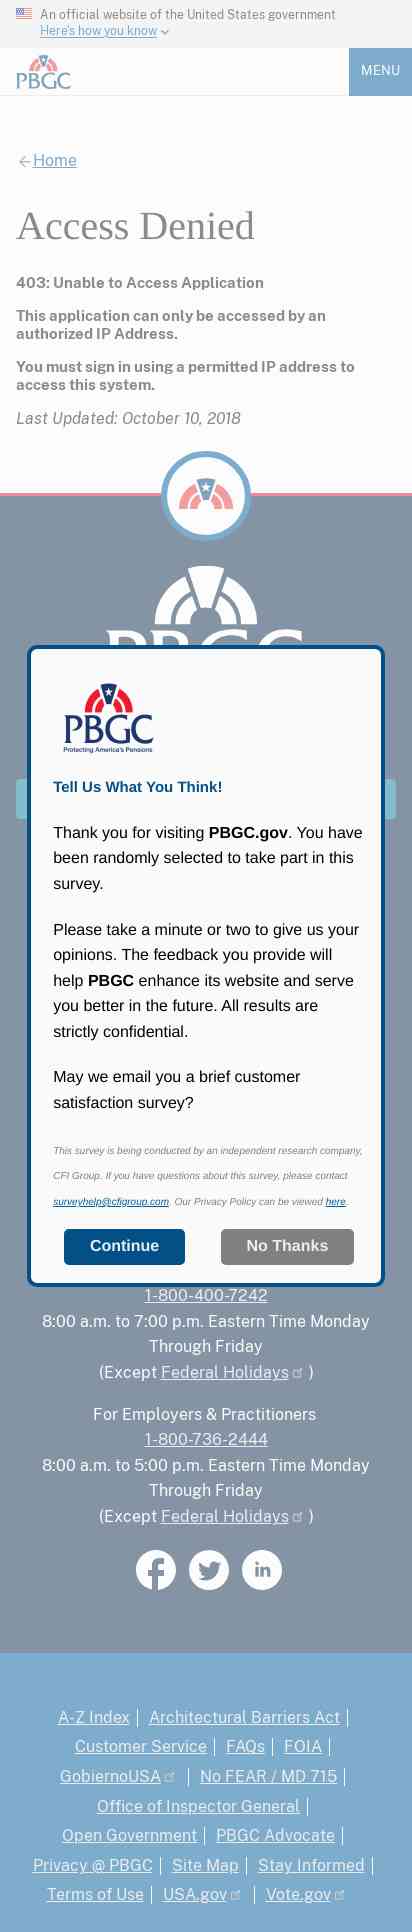 An official website of the United States government
Here's how you know
PBGC
MENU
Home
Access Denied
403: Unable to Access Application
This application can only be accessed by an
authorized IP Address.
You must sign in using a permitted IP address to
access this system.
Last Updated: October 10, 2018
PBGC
PBGC
Protecting America's Pensions
Tell Us What You Think!
Thank you for visiting PBGC.gov. You have
been randomly selected to take part in this
survey.
Please take a minute or two to give us your
opinions. The feedback you provide will
help PBGC enhance its website and serve
you better in the future. All results are
strictly confidential.
May we email you a brief customer
satisfaction survey?
This survey is being conducted by an independent research company,
CFI Group. If you have questions about this survey, please contact
surveyhelp@cfigroup.com. Our Privacy Policy can be viewed here.
Continue
No Thanks
1-800-400-7242
8:00 a.m. to 7:00 p.m. Eastern Time Monday
Through Friday
(Except Federal Holidays )
For Employers & Practitioners
1-800-736-2444
8:00 a.m. to 5:00 p.m. Eastern Time Monday
Through Friday
(Except Federal Holidays )
in
A-Z Index | Architectural Barriers Act |
Customer Service | FAQs | FOIA |
GobiernoUSA | No FEAR / MD 715 |
Office of Inspector General |
Open Government | PBGC Advocate |
Privacy @ PBGC | Site Map | Stay Informed |
Terms of Use | USA.gov | Vote.gov